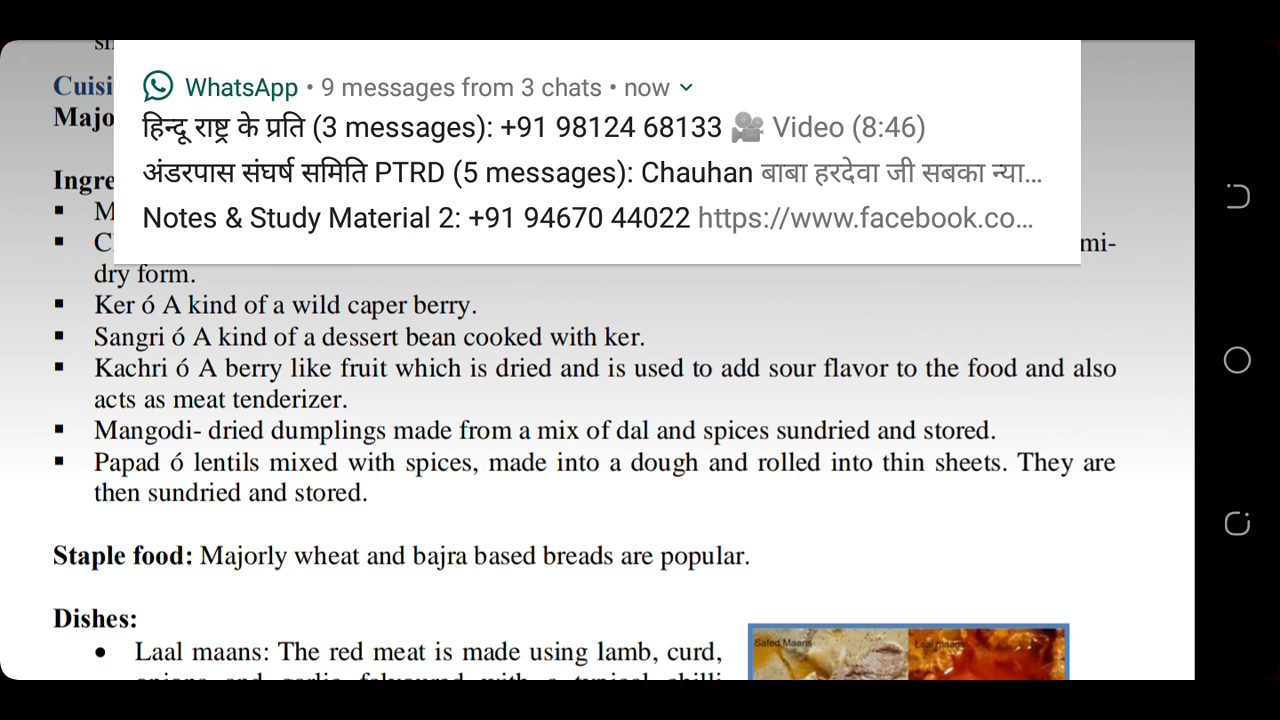 Cuisi
Majo
WhatsApp • 9 messages from 3 chats • now
हिन्दू राष्ट्र के प्रति (3 messages): +91 98124 68133 🎥 Video (8:46)
अंडरपास संघर्ष समिति PTRD (5 messages): Chauhan बाबा हरदेवा जी सबका न्या...
Notes & Study Material 2: +91 94670 44022 https://www.facebook.co...
Ingre
▪ M
▪ C mi-
dry form.
▪ Ker ó A kind of a wild caper berry.
▪ Sangri ó A kind of a dessert bean cooked with ker.
▪ Kachri ó A berry like fruit which is dried and is used to add sour flavor to the food and also
acts as meat tenderizer.
▪ Mangodi- dried dumplings made from a mix of dal and spices sundried and stored.
▪ Papad ó lentils mixed with spices, made into a dough and rolled into thin sheets. They are
then sundried and stored.
Staple food: Majorly wheat and bajra based breads are popular.
Dishes:
• Laal maans: The red meat is made using lamb, curd,
Safed Maans
Laal maans